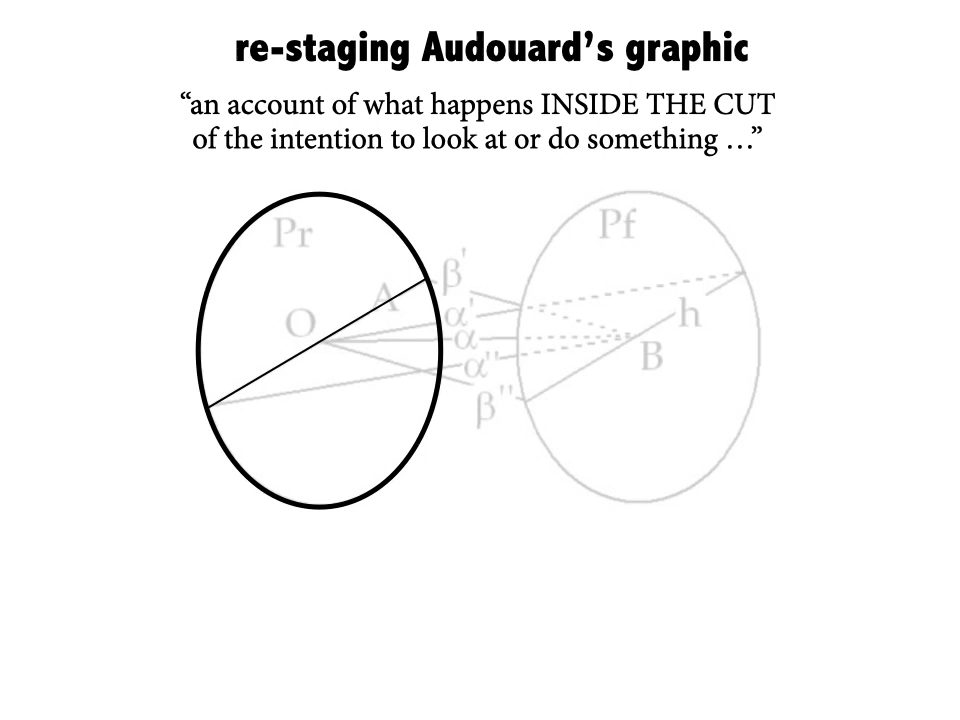 re-staging Audouard’s graphic
“an account of what happens INSIDE THE CUT
of the intention to look at or do something …”
Pr
Pf
β'
A
α'
O
h
α
B
α''
β''